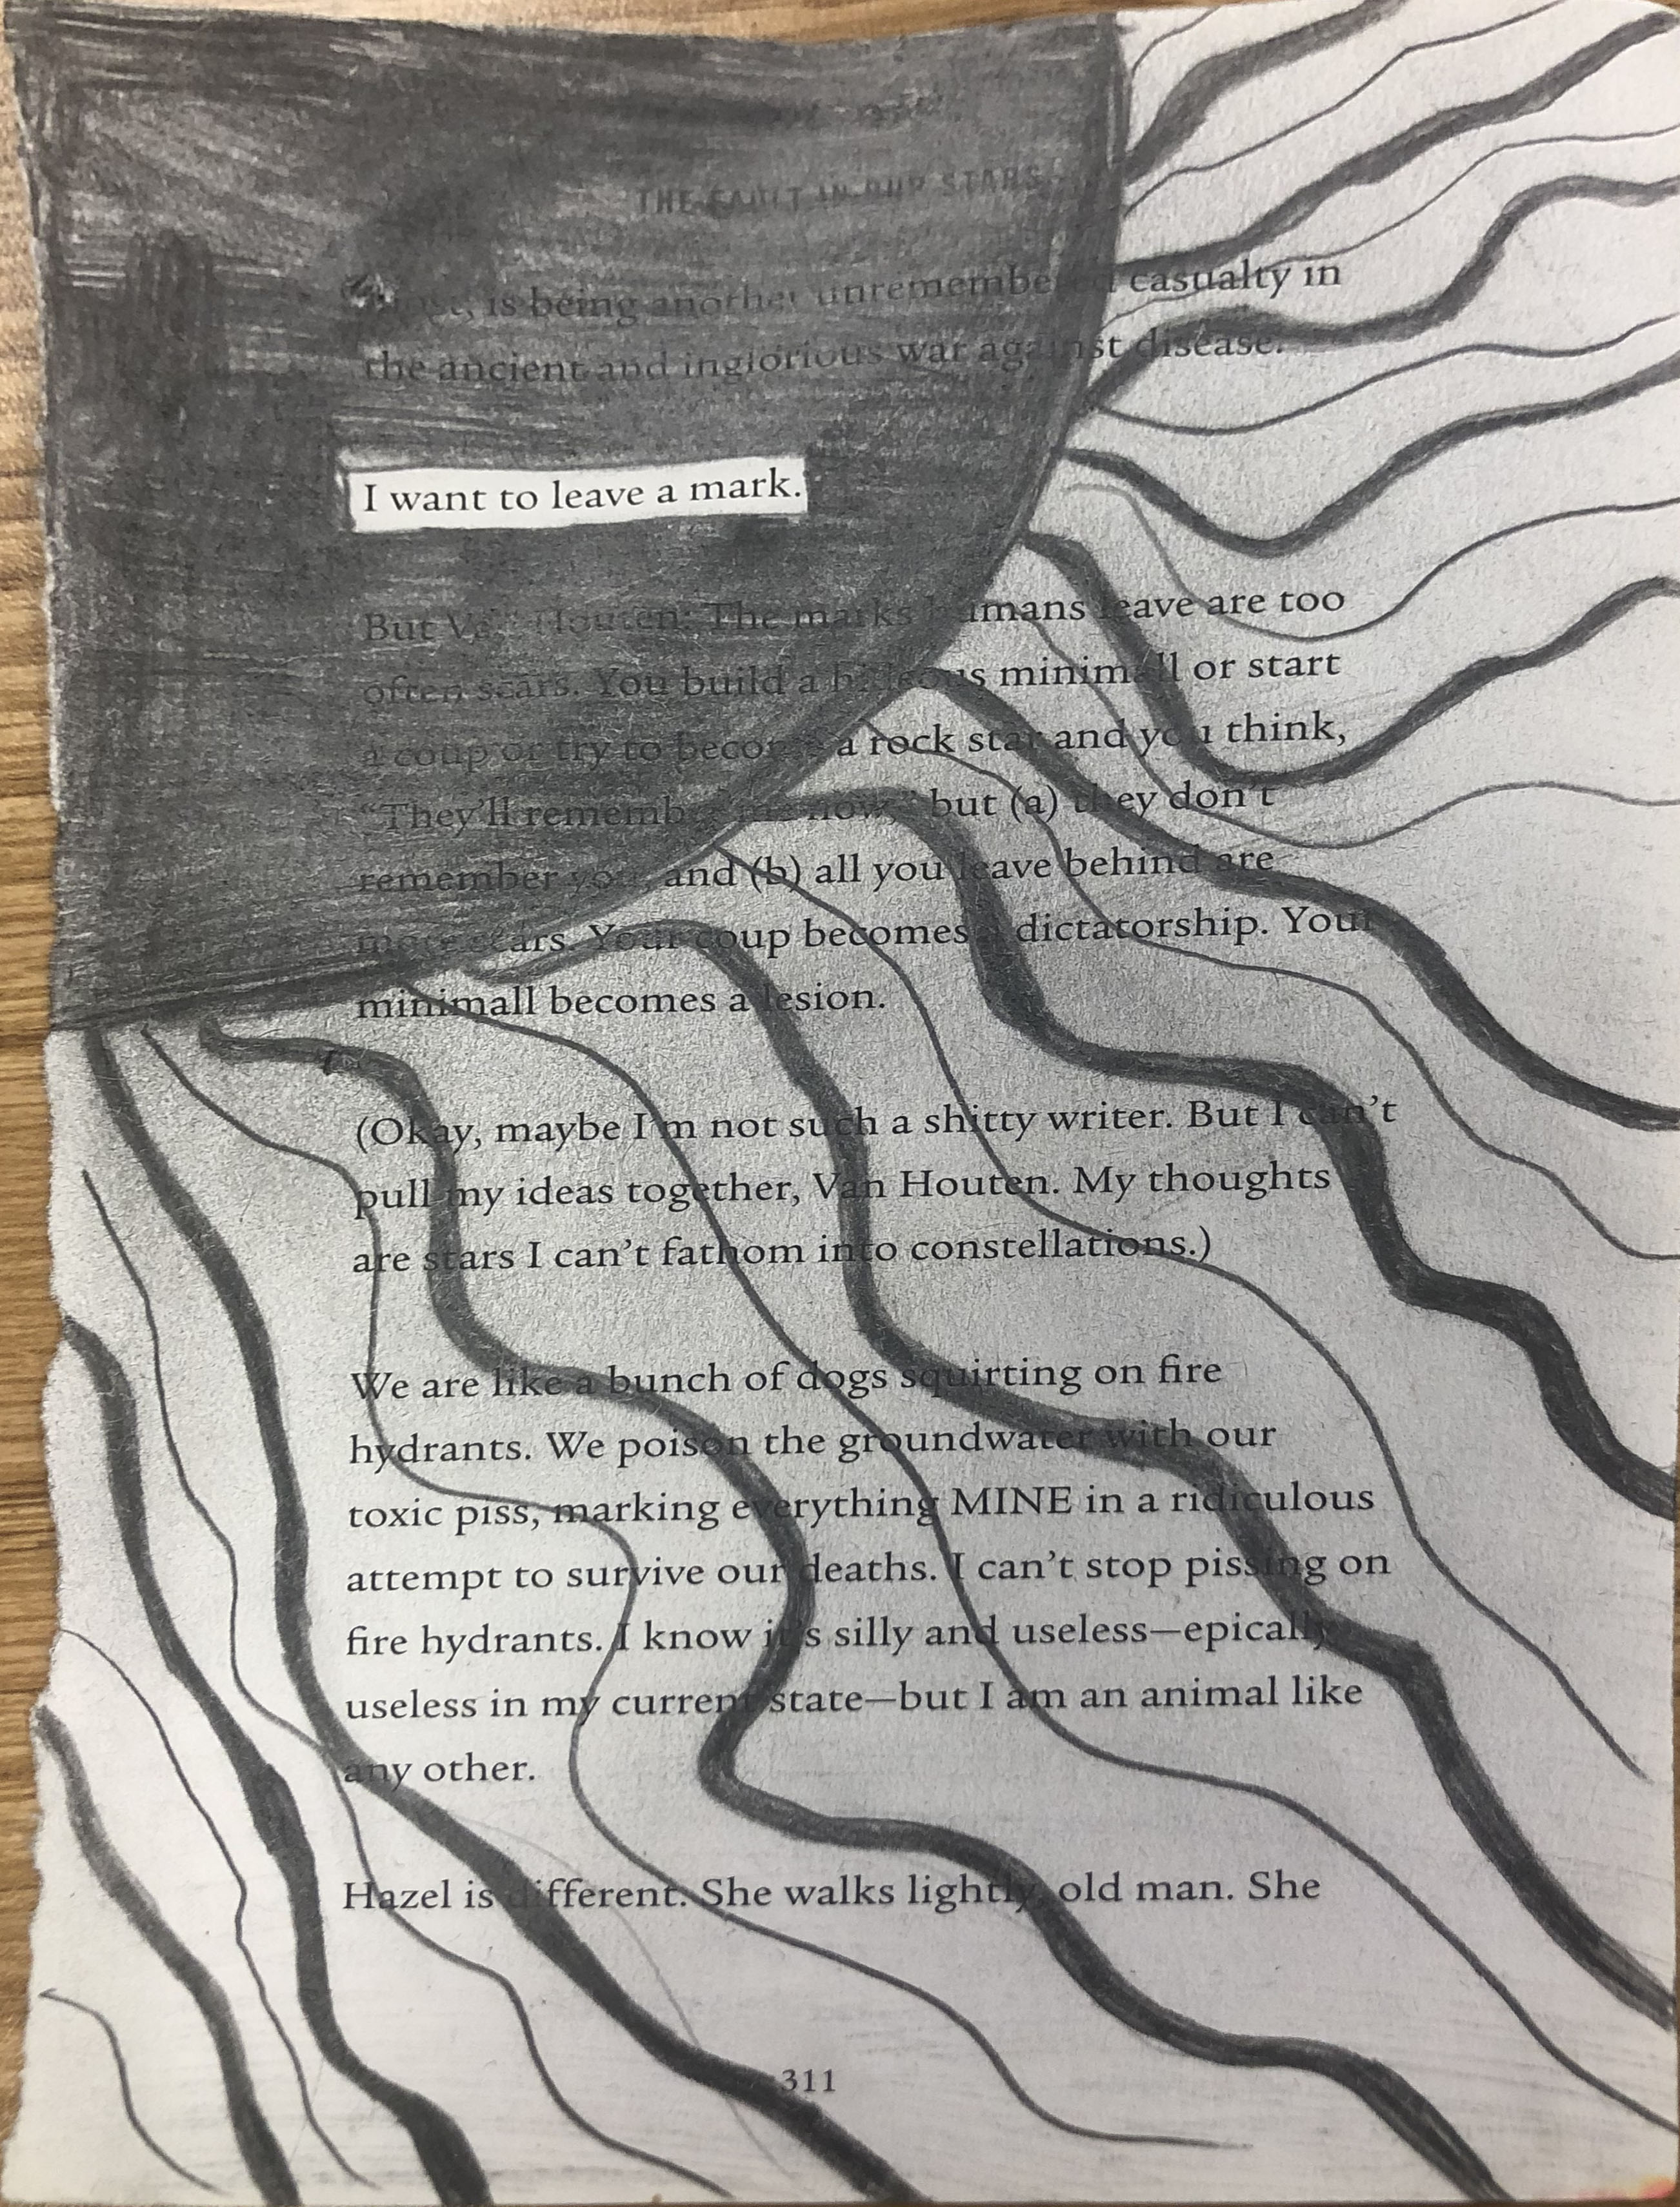 THE FAULT IN OUR STARS
is being another unremembered casualty in
the ancient and inglorious war against disease.
I want to leave a mark.
But Van Houten: The marks humans leave are too
often scars. You build a hideous minimall or start
a coup or try to become a rock star and you think,
“They’ll remember me now,” but (a) they don’t
remember you, and (b) all you leave behind are
more scars. Your coup becomes a dictatorship. Your
minimall becomes a lesion.
(Okay, maybe I’m not such a shitty writer. But I can’t
pull my ideas together, Van Houten. My thoughts
are stars I can’t fathom into constellations.)
We are like a bunch of dogs squirting on fire
hydrants. We poison the groundwater with our
toxic piss, marking everything MINE in a ridiculous
attempt to survive our deaths. I can’t stop pissing on
fire hydrants. I know it’s silly and useless—epically
useless in my current state—but I am an animal like
any other.
Hazel is different. She walks lightly, old man. She
311